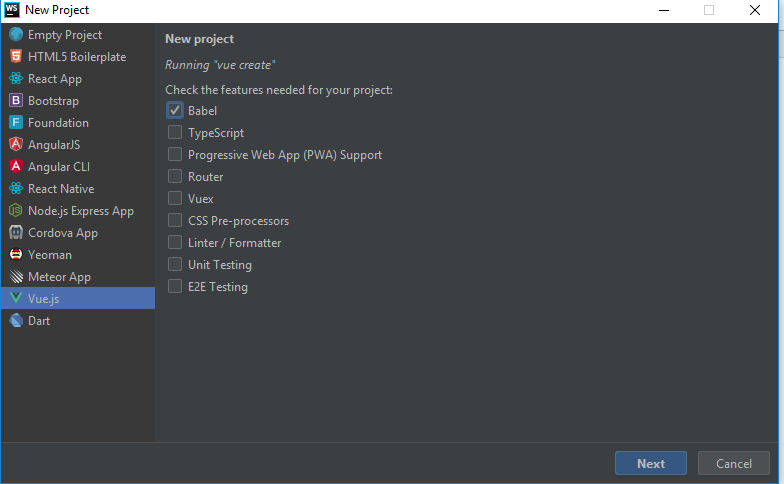 WS New Project
Empty Project
HTML5 Boilerplate
React App
Bootstrap
Foundation
AngularJS
Angular CLI
React Native
Node.js Express App
Cordova App
Yeoman
Meteor App
Vue.js
Dart
New project
Running "vue create"
Check the features needed for your project:
Babel
TypeScript
Progressive Web App (PWA) Support
Router
Vuex
CSS Pre-processors
Linter / Formatter
Unit Testing
E2E Testing
Next
Cancel